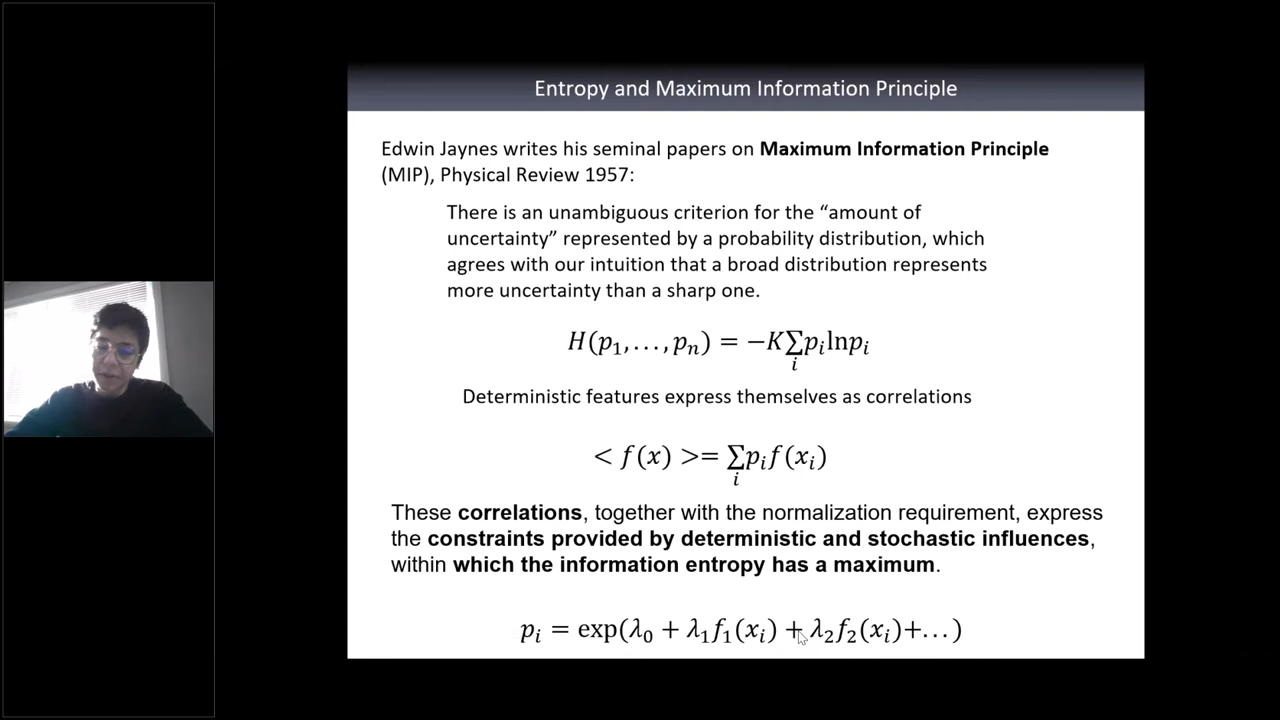 Entropy and Maximum Information Principle
Edwin Jaynes writes his seminal papers on Maximum Information Principle
(MIP), Physical Review 1957:
There is an unambiguous criterion for the “amount of
uncertainty” represented by a probability distribution, which
agrees with our intuition that a broad distribution represents
more uncertainty than a sharp one.
H(p₁,...,pₙ) = −K∑ᵢ pᵢlnpᵢ
Deterministic features express themselves as correlations
< f(x) >= ∑ᵢ pᵢf(xᵢ)
These correlations, together with the normalization requirement, express
the constraints provided by deterministic and stochastic influences,
within which the information entropy has a maximum.
pᵢ = exp(λ₀ + λ₁f₁(xᵢ) + λ₂f₂(xᵢ)+...)